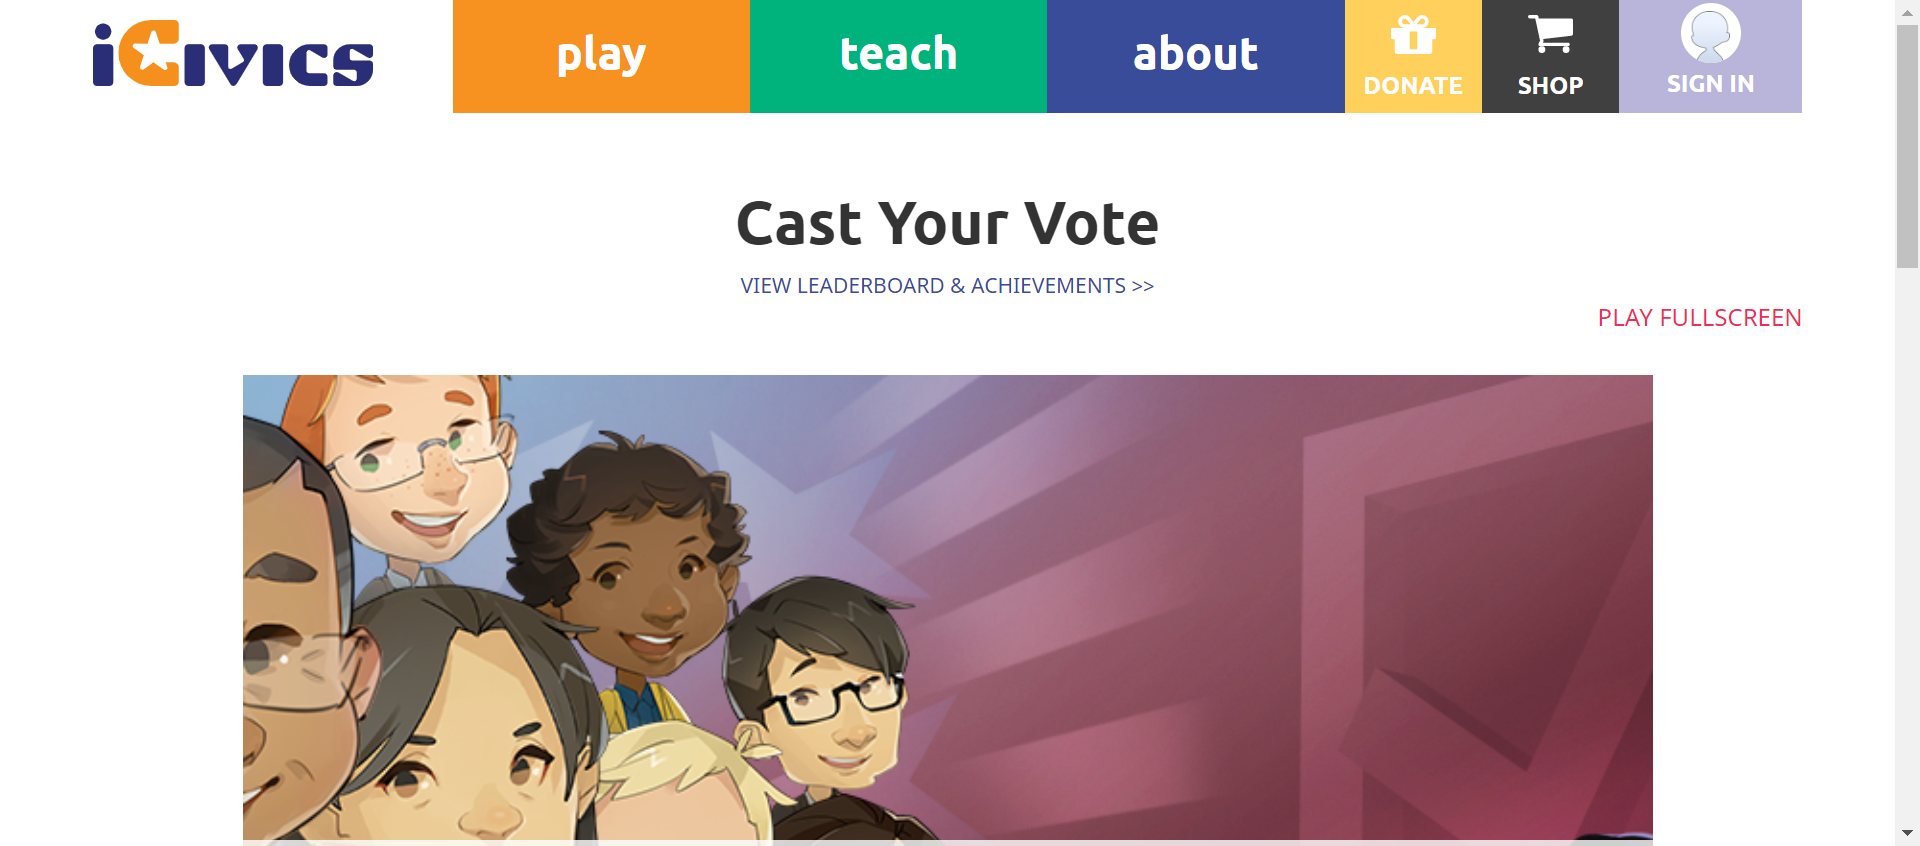 iCivics
play
teach
about
DONATE
SHOP
SIGN IN
Cast Your Vote
VIEW LEADERBOARD & ACHIEVEMENTS >>
PLAY FULLSCREEN